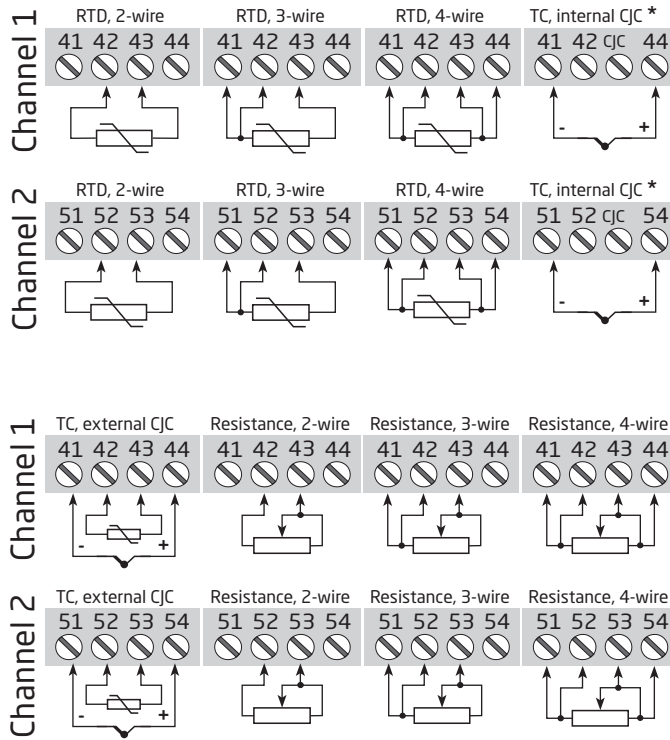 Channel 1
RTD, 2-wire RTD, 3-wire RTD, 4-wire TC, internal CJC *
41 42 43 44 41 42 43 44 41 42 43 44 41 42 CJC 44
- +
Channel 2
RTD, 2-wire RTD, 3-wire RTD, 4-wire TC, internal CJC *
51 52 53 54 51 52 53 54 51 52 53 54 51 52 CJC 54
- +
Channel 1
TC, external CJC Resistance, 2-wire Resistance, 3-wire Resistance, 4-wire
41 42 43 44 41 42 43 44 41 42 43 44 41 42 43 44
- +
Channel 2
TC, external CJC Resistance, 2-wire Resistance, 3-wire Resistance, 4-wire
51 52 53 54 51 52 53 54 51 52 53 54 51 52 53 54
- +